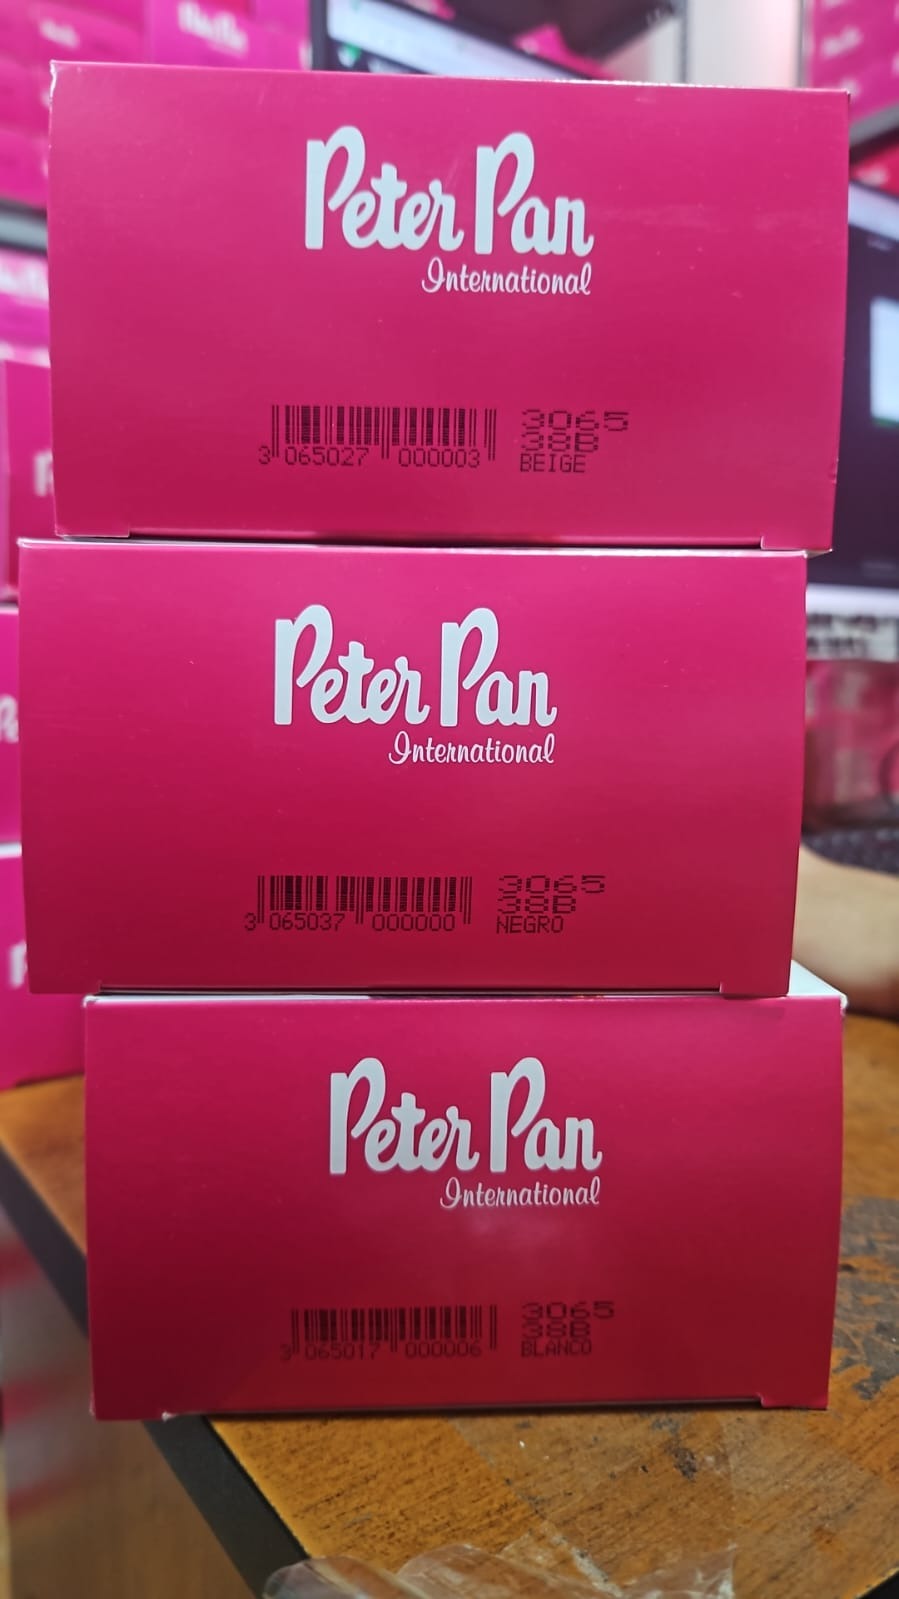 Peter Pan
International
3065
38B
3 065027 000003 BEIGE
Peter Pan
International
3065
38B
3 065037 000000 NEGRO
Peter Pan
International
3065
38B
3 065017 000006 BLANCO